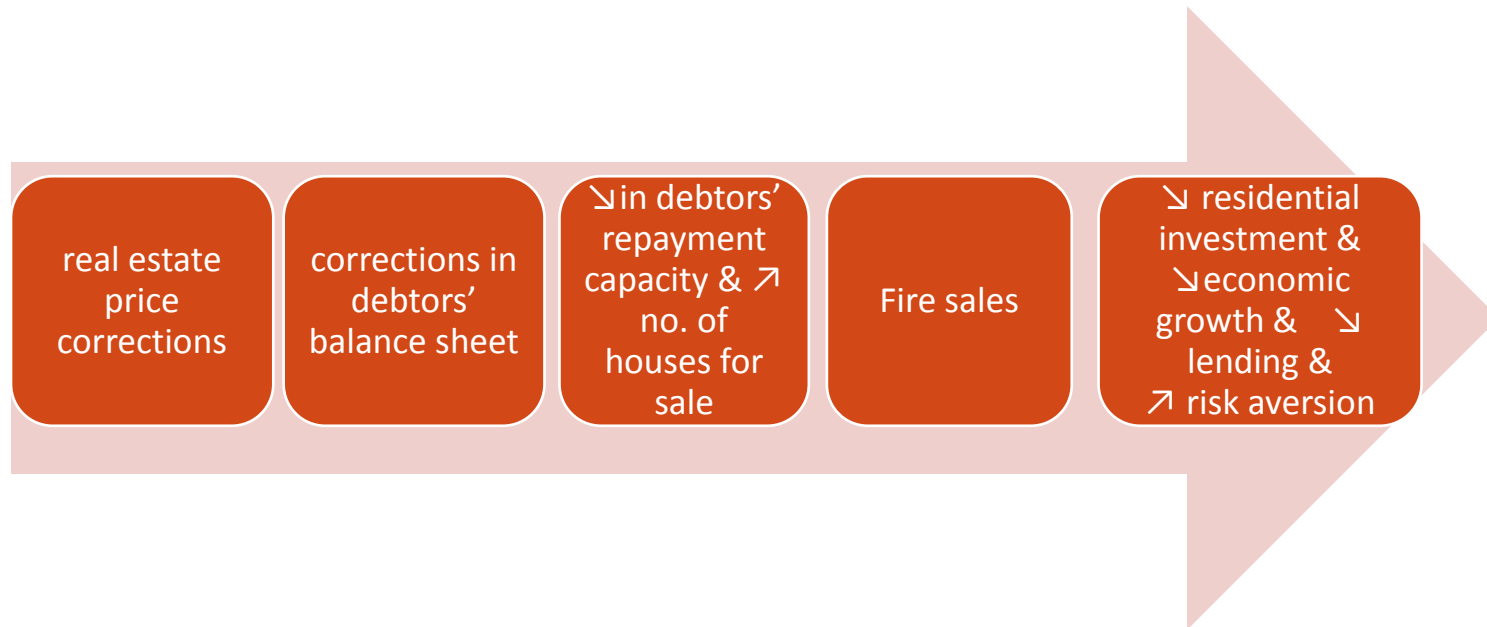 real estate
price
corrections
corrections in
debtors’
balance sheet
↘in debtors’
repayment
capacity & ↗
no. of
houses for
sale
Fire sales
↘ residential
investment &
↘economic
growth & ↘
lending &
↗ risk aversion